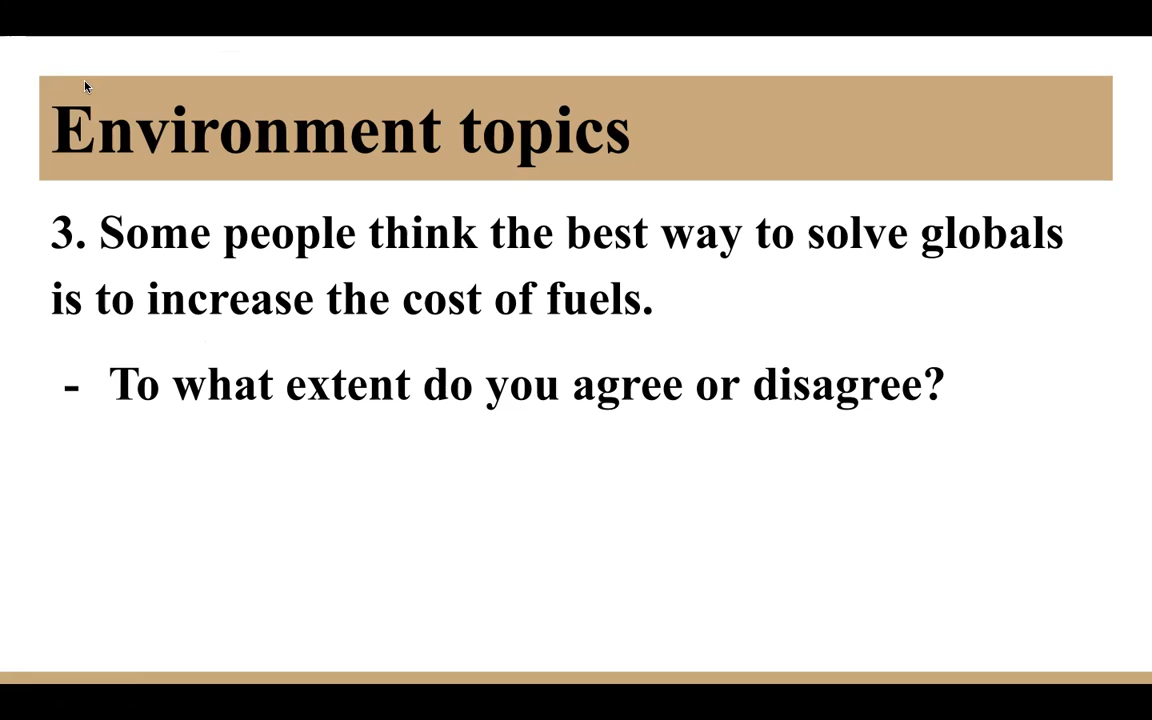 Environment topics
3. Some people think the best way to solve globals
is to increase the cost of fuels.
- To what extent do you agree or disagree?